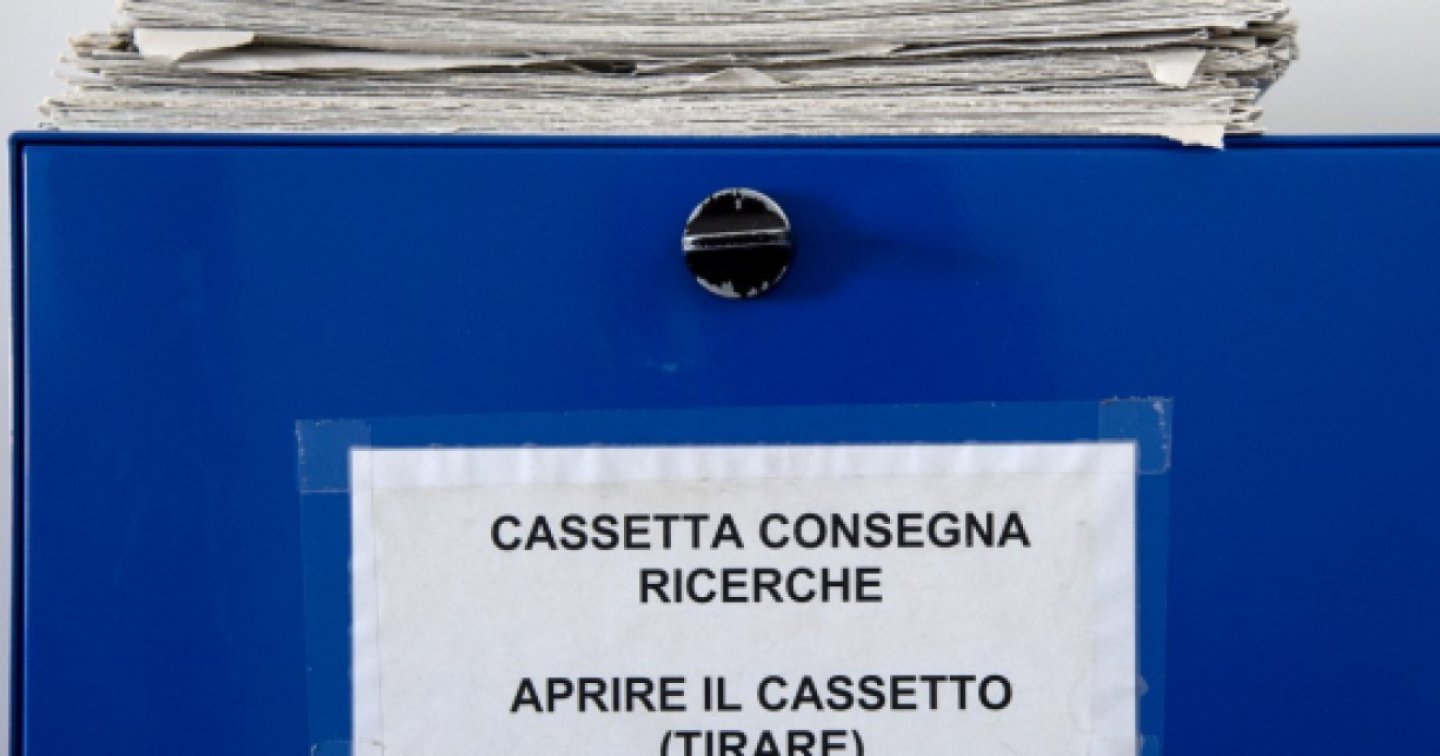 CASSETTA CONSEGNA
RICERCHE
APRIRE IL CASSETTO
(TIRARE)